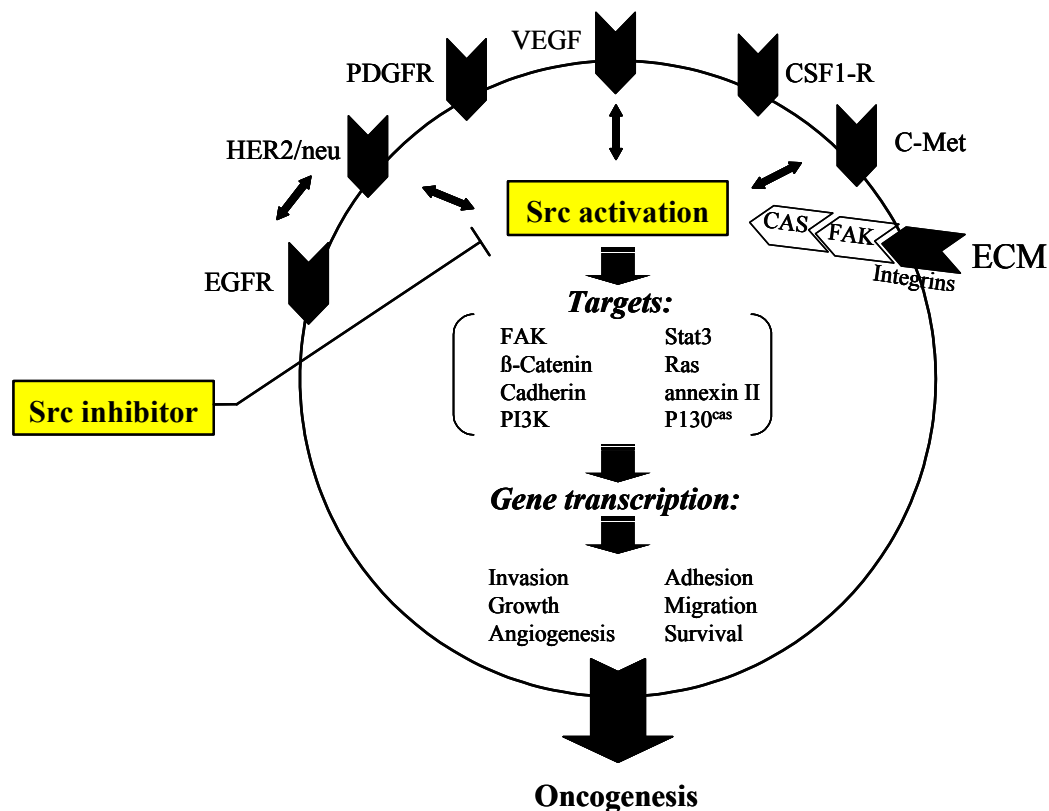 VEGF
PDGFR
CSF1-R
HER2/neu
C-Met
Src activation
CAS
FAK
Integrins
ECM
EGFR
Targets:
FAK
ß-Catenin
Cadherin
PI3K
Stat3
Ras
annexin II
P130cas
Src inhibitor
Gene transcription:
Invasion
Growth
Angiogenesis
Adhesion
Migration
Survival
Oncogenesis